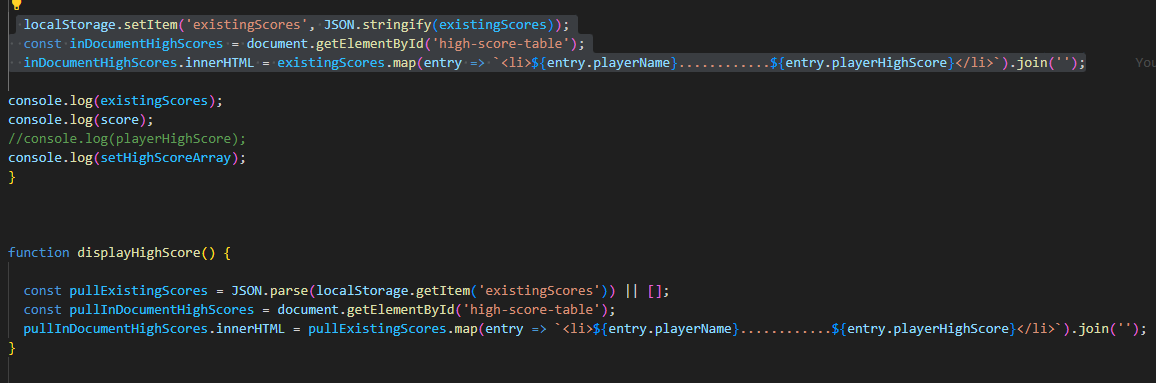 localStorage.setItem('existingScores', JSON.stringify(existingScores));
const inDocumentHighScores = document.getElementById('high-score-table');
inDocumentHighScores.innerHTML = existingScores.map(entry => `<li>${entry.playerName}............${entry.playerHighScore}</li>`).join('');
You
console.log(existingScores);
console.log(score);
//console.log(playerHighScore);
console.log(setHighScoreArray);
}
function displayHighScore() {
const pullExistingScores = JSON.parse(localStorage.getItem('existingScores')) || [];
const pullInDocumentHighScores = document.getElementById('high-score-table');
pullInDocumentHighScores.innerHTML = pullExistingScores.map(entry => `<li>${entry.playerName}............${entry.playerHighScore}</li>`).join('');
}